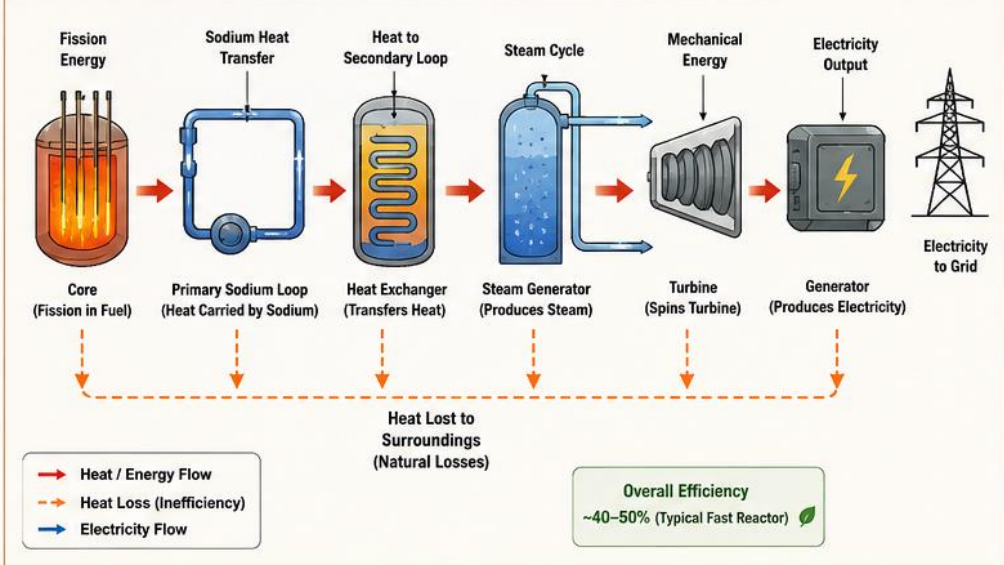 Fission
Energy
Sodium Heat
Transfer
Heat to
Secondary Loop
Steam Cycle
Mechanical
Energy
Electricity
Output
Core
(Fission in Fuel)
Primary Sodium Loop
(Heat Carried by Sodium)
Heat Exchanger
(Transfers Heat)
Steam Generator
(Produces Steam)
Turbine
(Spins Turbine)
Generator
(Produces Electricity)
Electricity
to Grid
Heat Lost to
Surroundings
(Natural Losses)
Heat / Energy Flow
Heat Loss (Inefficiency)
Electricity Flow
Overall Efficiency
~40–50% (Typical Fast Reactor)